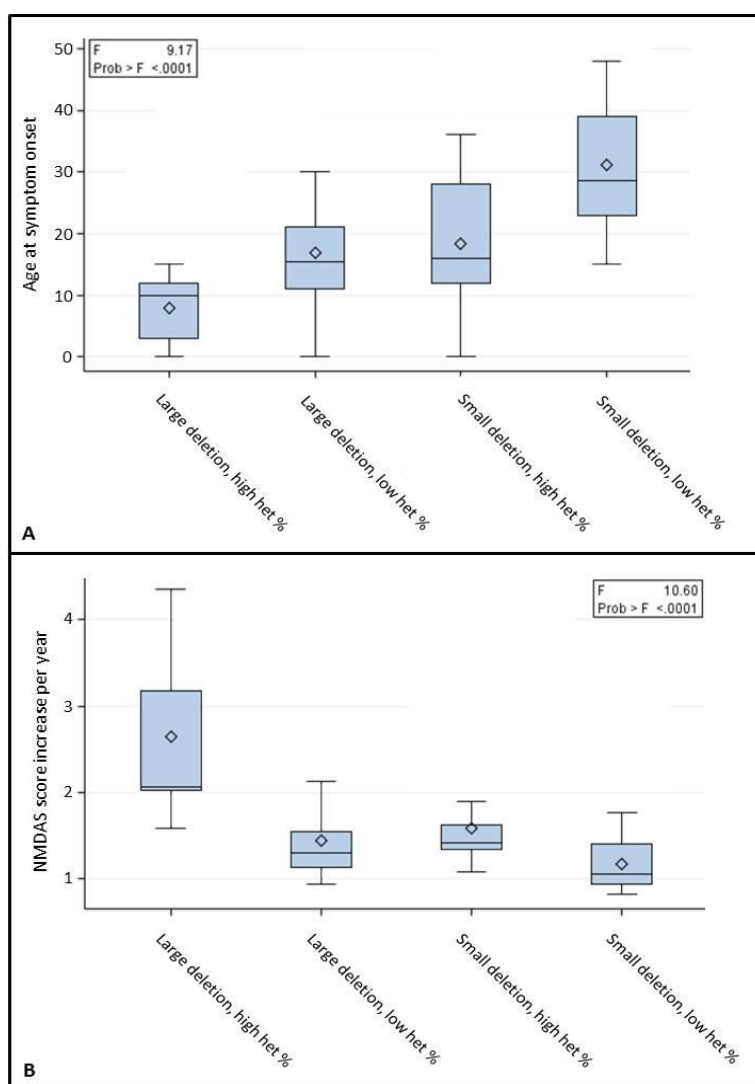 F 9.17
Prob > F <.0001
50
40
30
20
10
0
Age at symptom onset
Large deletion, high het %
Large deletion, low het %
Small deletion, high het %
Small deletion, low het %
A
F 10.60
Prob > F <.0001
4
3
2
1
NMDAS score increase per year
Large deletion, high het %
Large deletion, low het %
Small deletion, high het %
Small deletion, low het %
B